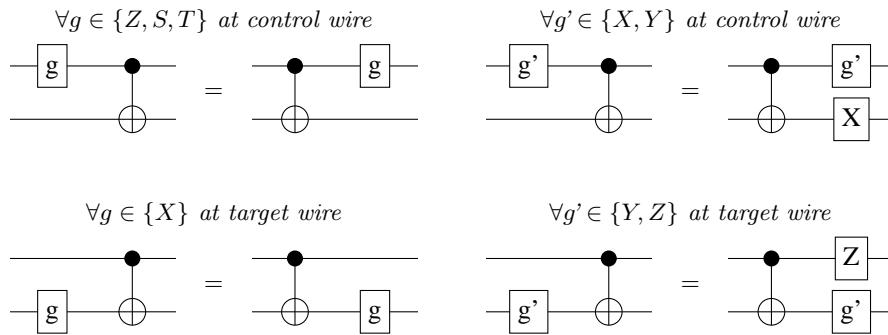 ∀g ∈ {Z, S, T} at control wire ∀g' ∈ {X, Y} at control wire
g = g g' = g'
X
∀g ∈ {X} at target wire ∀g' ∈ {Y, Z} at target wire
= = Z
g g g' g'